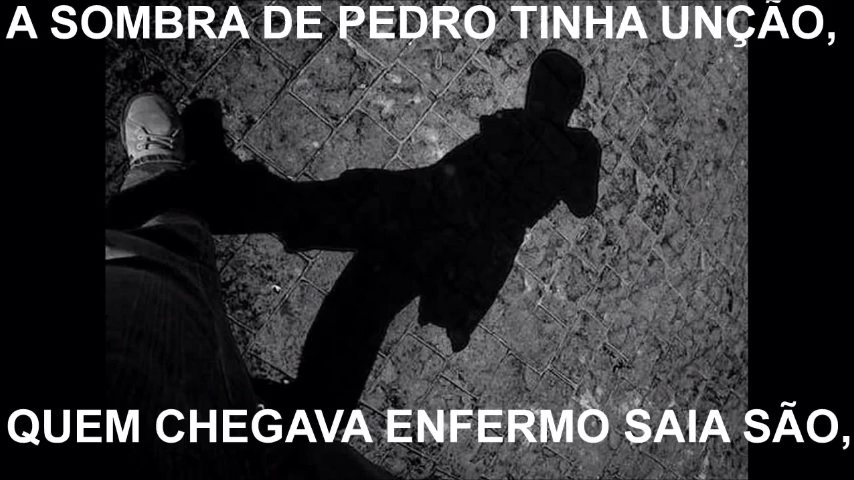 A SOMBRA DE PEDRO TINHA UNÇÃO,
QUEM CHEGAVA ENFERMO SAIA SÃO,